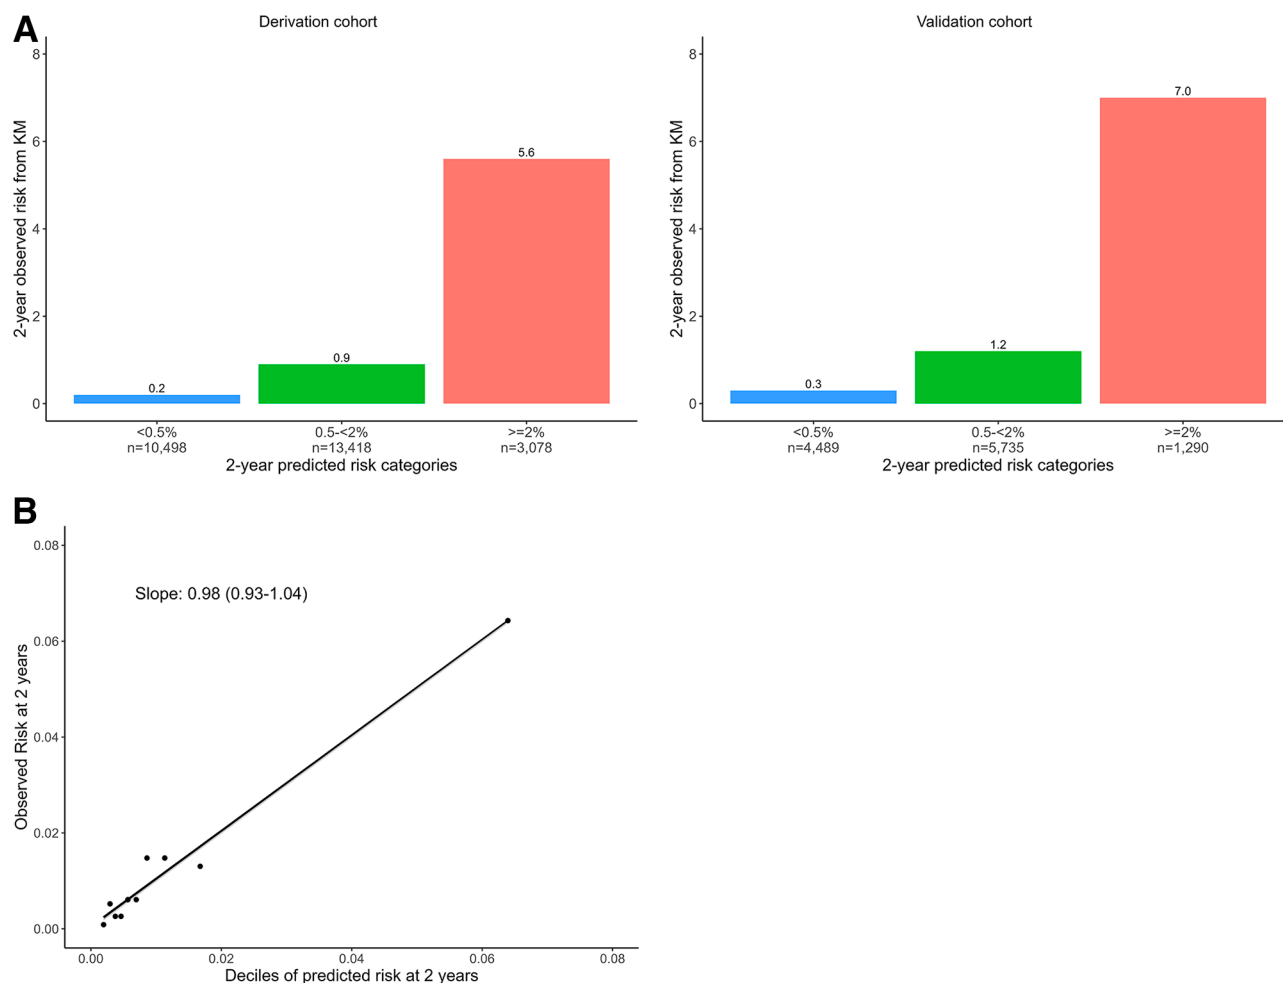 A
Derivation cohort
2-year observed risk from KM
8
6
4
2
0
0.2
0.9
5.6
<0.5%
n=10,498
0.5-<2%
n=13,418
>=2%
n=3,078
2-year predicted risk categories
Validation cohort
2-year observed risk from KM
8
6
4
2
0
0.3
1.2
7.0
<0.5%
n=4,489
0.5-<2%
n=5,735
>=2%
n=1,290
2-year predicted risk categories
B
Observed Risk at 2 years
0.08
0.06
0.04
0.02
0.00
Slope: 0.98 (0.93-1.04)
0.00
0.02
0.04
0.06
0.08
Deciles of predicted risk at 2 years